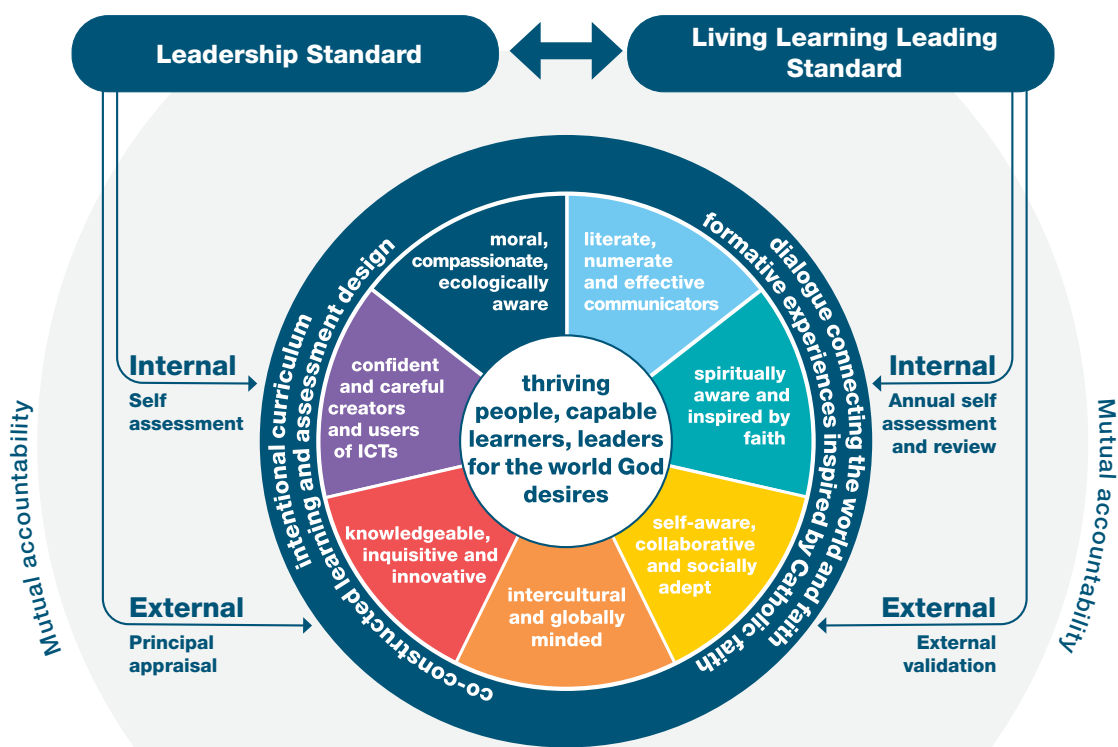 Leadership Standard
Living Learning Leading
Standard
Mutual accountability
Internal
Self
assessment
External
Principal
appraisal
intentional curriculum
co-constructed learning and assessment design
moral,
compassionate,
ecologically
aware
literate,
numerate
and effective
communicators
confident
and careful
creators
and users
of ICTs
spiritually
aware and
inspired by
faith
thriving
people, capable
learners, leaders
for the world God
desires
knowledgeable,
inquisitive and
innovative
self-aware,
collaborative
and socially
adept
intercultural
and globally
minded
dialogue connecting the world and faith
formative experiences inspired by Catholic faith
Internal
Annual self
assessment
and review
External
External
validation
Mutual accountability